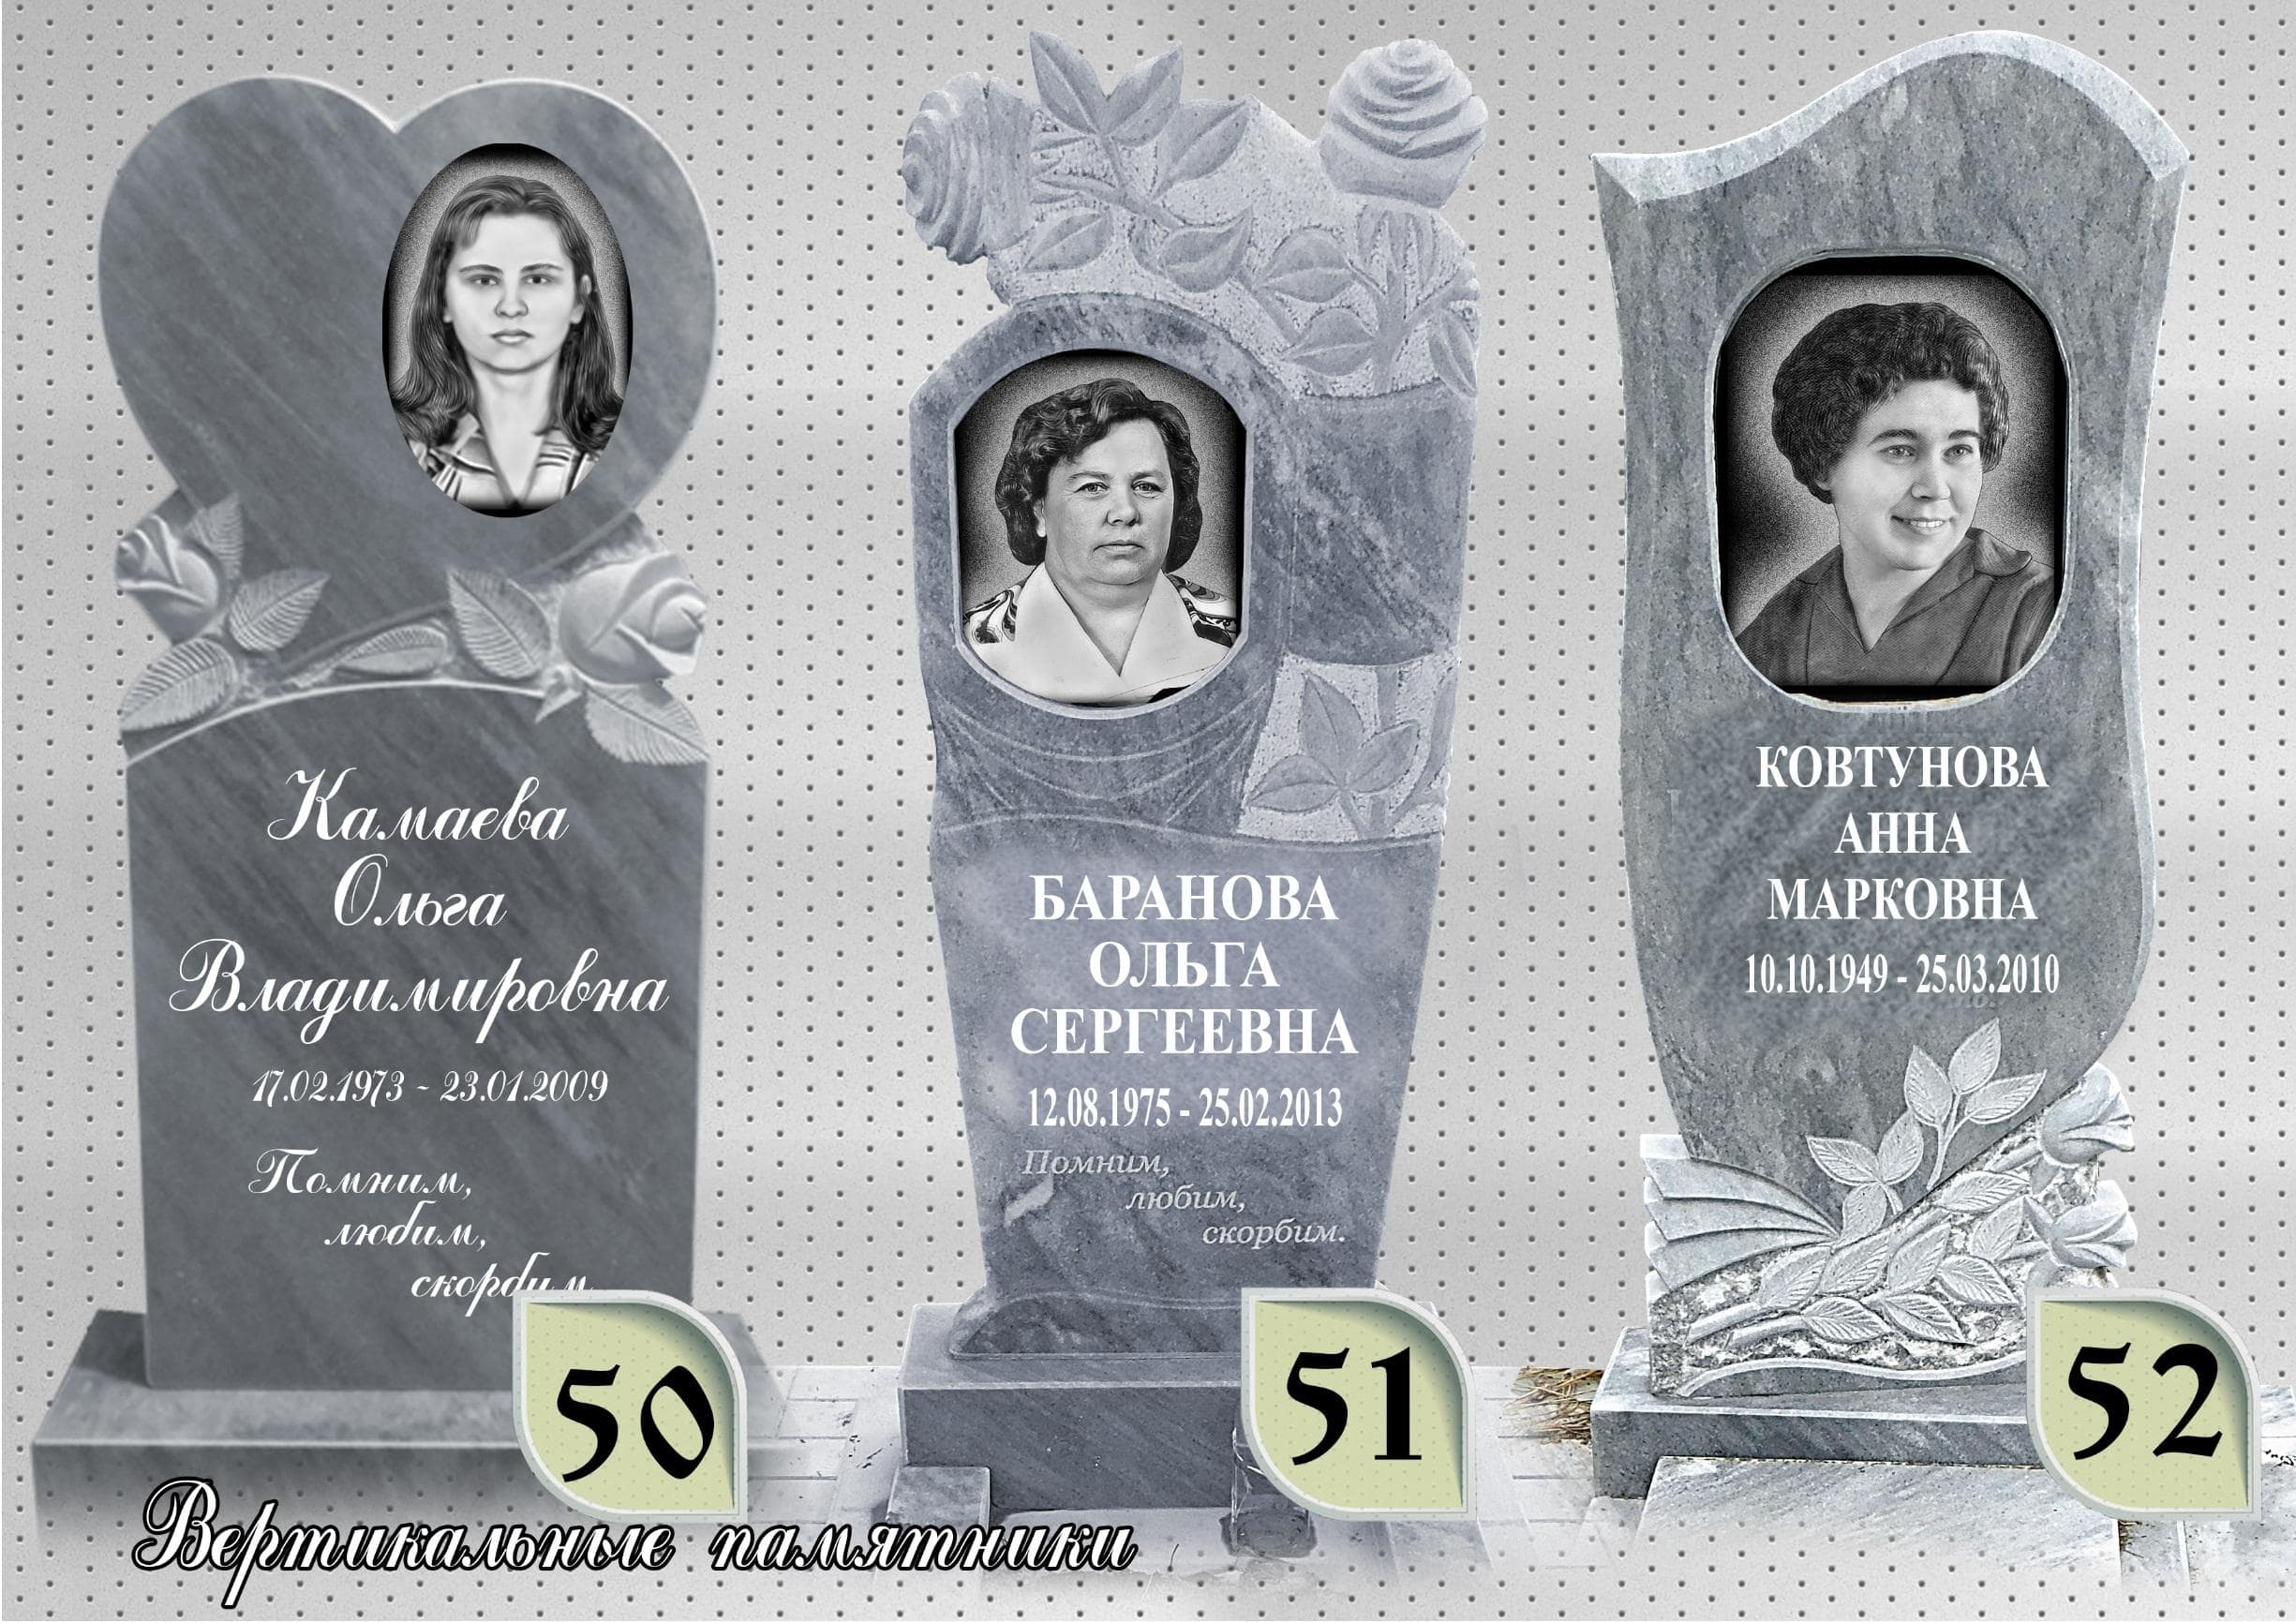 Камаева
Ольга
Владимировна
17.02.1973 - 23.01.2009
Помним,
любим,
скорбим
50
БАРАНОВА
ОЛЬГА
СЕРГЕЕВНА
12.08.1975 - 25.02.2013
Помним,
любим,
скорбим.
51
КОВТУНОВА
АННА
МАРКОВНА
10.10.1949 - 25.03.2010
52
Вертикальные памятники